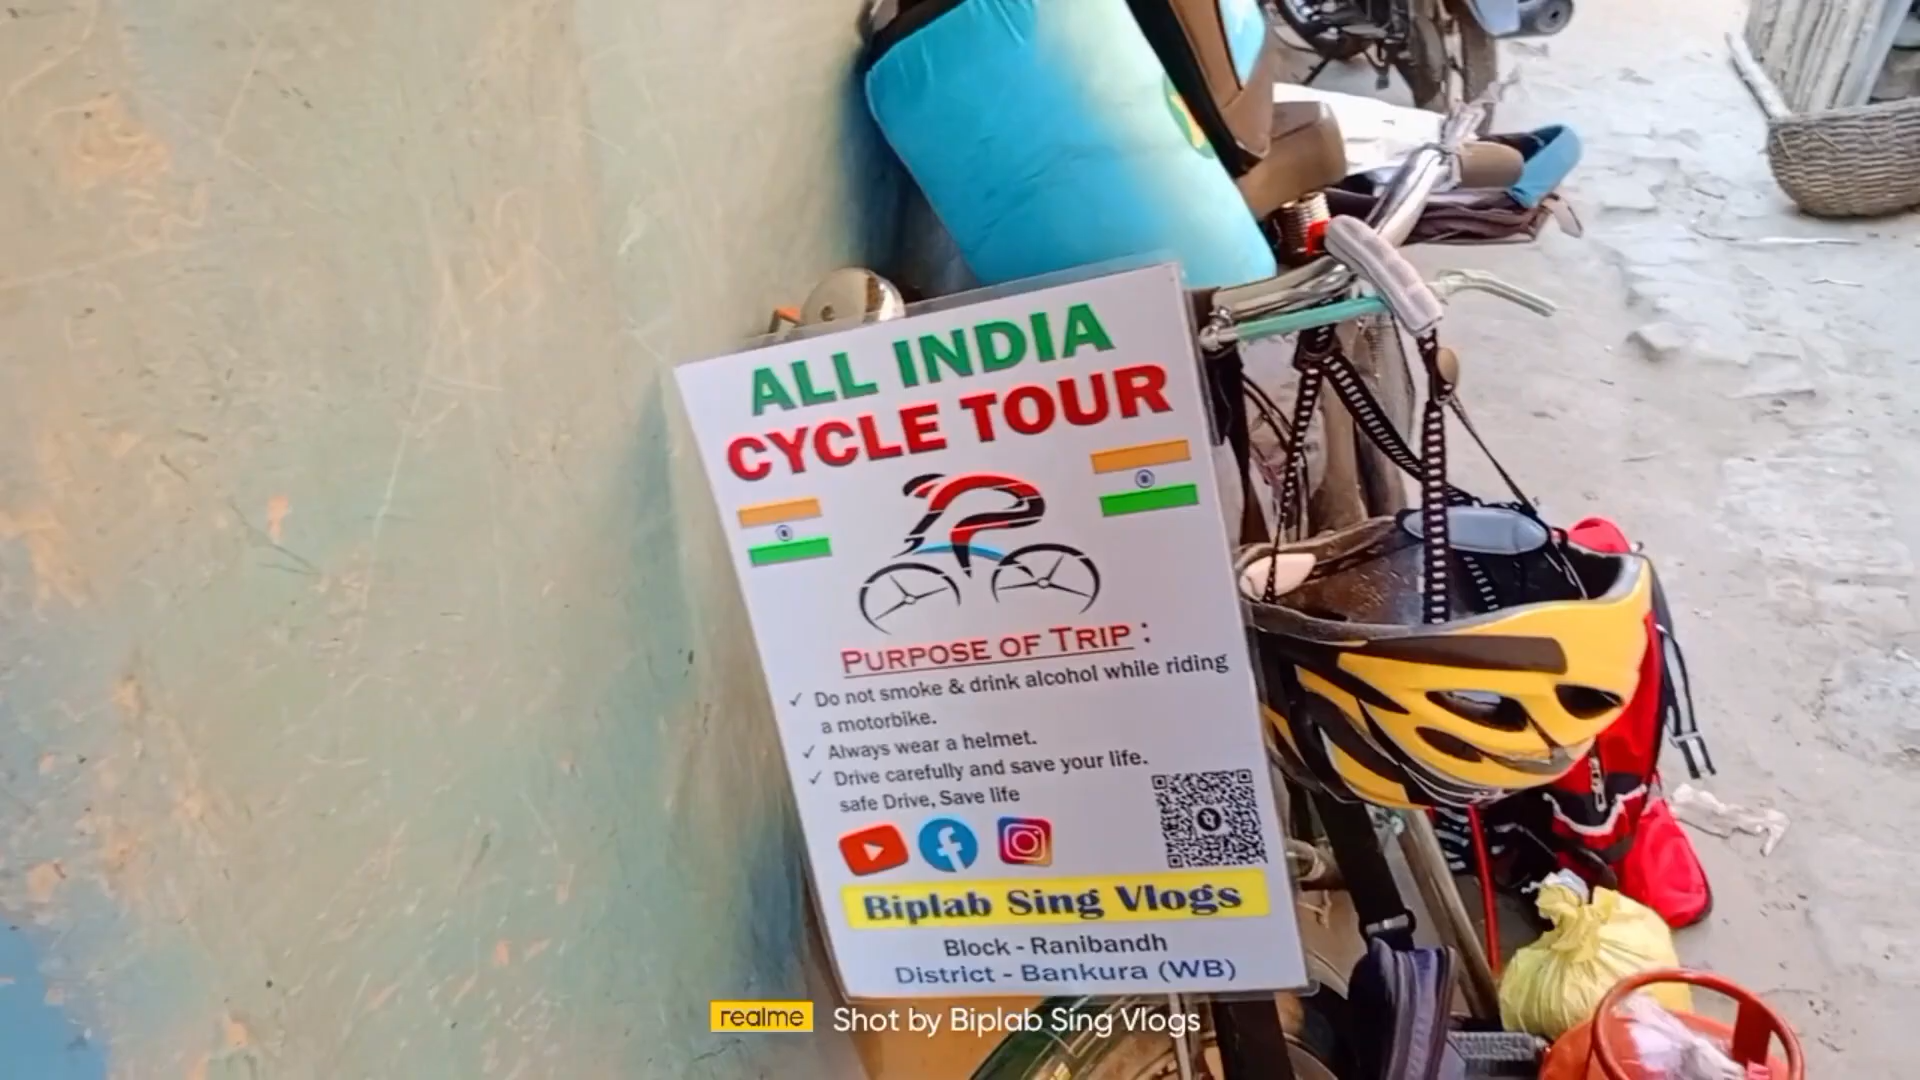 ALL INDIA
CYCLE TOUR
PURPOSE OF TRIP :
✓ Do not smoke & drink alcohol while riding
a motorbike.
✓ Always wear a helmet.
✓ Drive carefully and save your life.
safe Drive, Save life
Biplab Sing Vlogs
Block - Ranibandh
District - Bankura (WB)
realme Shot by Biplab Sing Vlogs